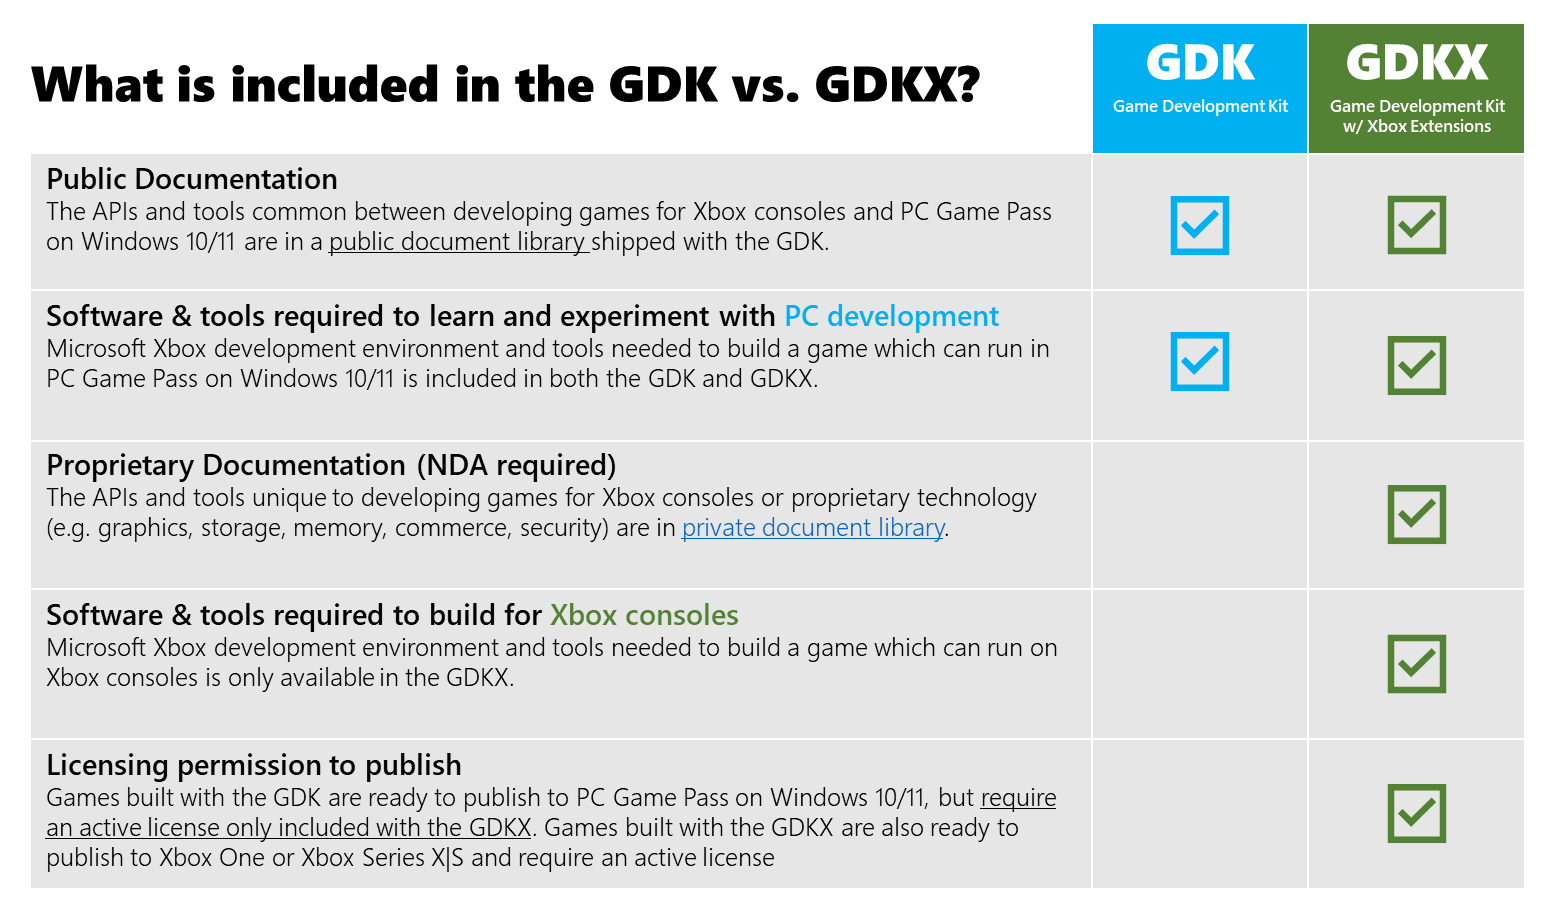 What is included in the GDK vs. GDKX?
GDK
Game Development Kit
GDKX
Game Development Kit
w/ Xbox Extensions
Public Documentation
The APIs and tools common between developing games for Xbox consoles and PC Game Pass
on Windows 10/11 are in a public document library shipped with the GDK.
Software & tools required to learn and experiment with PC development
Microsoft Xbox development environment and tools needed to build a game which can run in
PC Game Pass on Windows 10/11 is included in both the GDK and GDKX.
Proprietary Documentation (NDA required)
The APIs and tools unique to developing games for Xbox consoles or proprietary technology
(e.g. graphics, storage, memory, commerce, security) are in private document library.
Software & tools required to build for Xbox consoles
Microsoft Xbox development environment and tools needed to build a game which can run on
Xbox consoles is only available in the GDKX.
Licensing permission to publish
Games built with the GDK are ready to publish to PC Game Pass on Windows 10/11, but require
an active license only included with the GDKX. Games built with the GDKX are also ready to
publish to Xbox One or Xbox Series X|S and require an active license